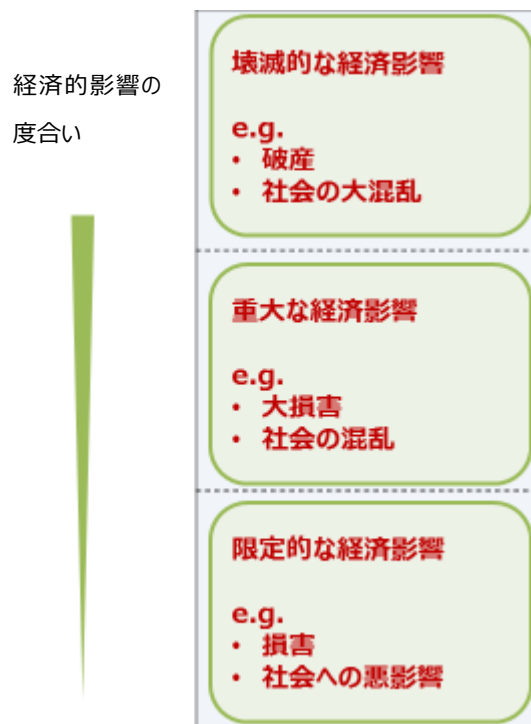 経済的影響の
度合い
壊滅的な経済影響
e.g.
• 破産
• 社会の大混乱
重大な経済影響
e.g.
• 大損害
• 社会の混乱
限定的な経済影響
e.g.
• 損害
• 社会への悪影響